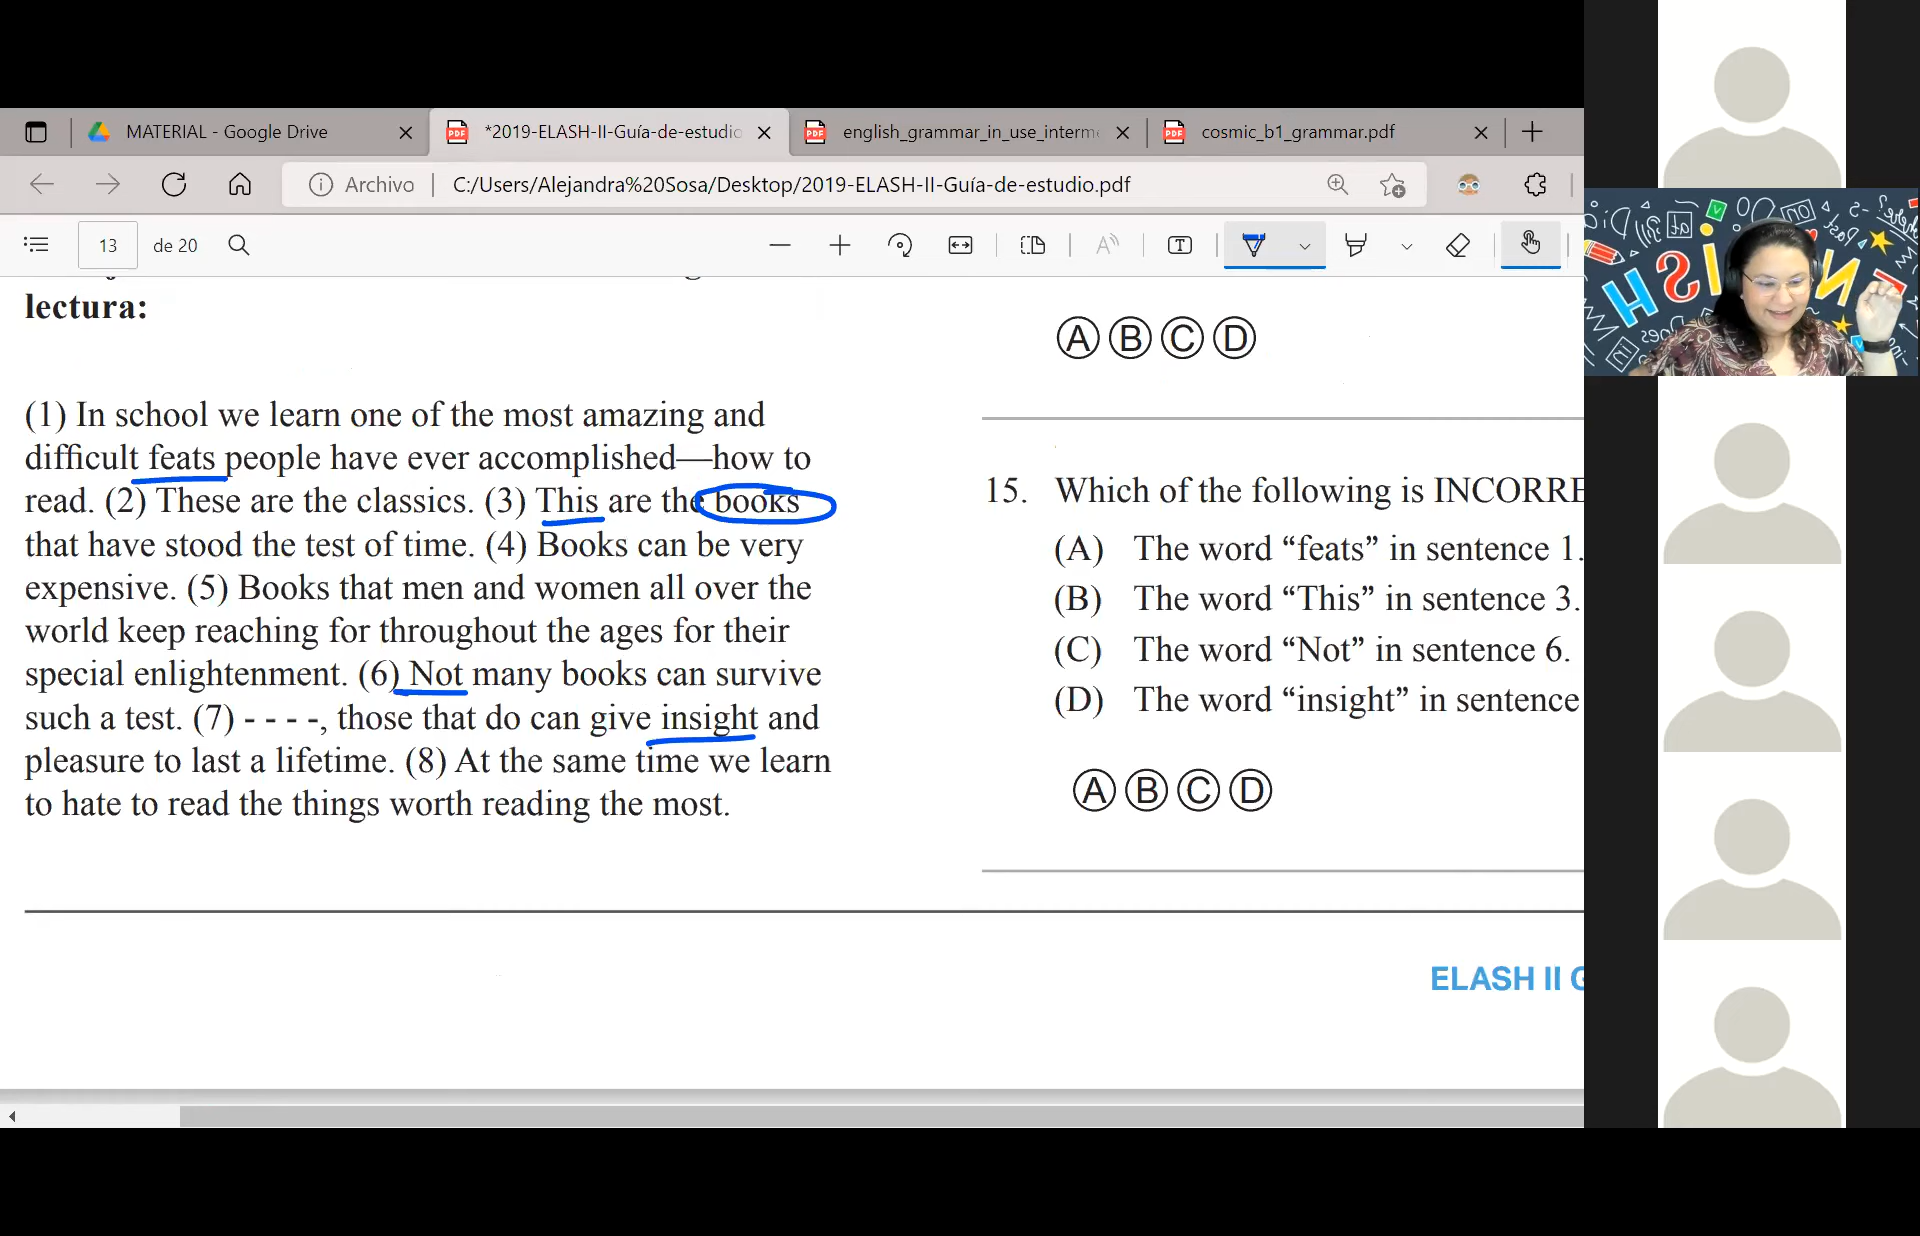 MATERIAL - Google Drive
*2019-ELASH-II-Guía-de-estudio
english_grammar_in_use_interme
cosmic_b1_grammar.pdf
Archivo
C:/Users/Alejandra%20Sosa/Desktop/2019-ELASH-II-Guía-de-estudio.pdf
13 de 20
lectura:
(1) In school we learn one of the most amazing and
difficult feats people have ever accomplished—how to
read. (2) These are the classics. (3) This are the books
that have stood the test of time. (4) Books can be very
expensive. (5) Books that men and women all over the
world keep reaching for throughout the ages for their
special enlightenment. (6) Not many books can survive
such a test. (7) - - - -, those that do can give insight and
pleasure to last a lifetime. (8) At the same time we learn
to hate to read the things worth reading the most.
A B C D
15. Which of the following is INCORRE
(A) The word “feats” in sentence 1.
(B) The word “This” in sentence 3.
(C) The word “Not” in sentence 6.
(D) The word “insight” in sentence
A B C D
ELASH II G